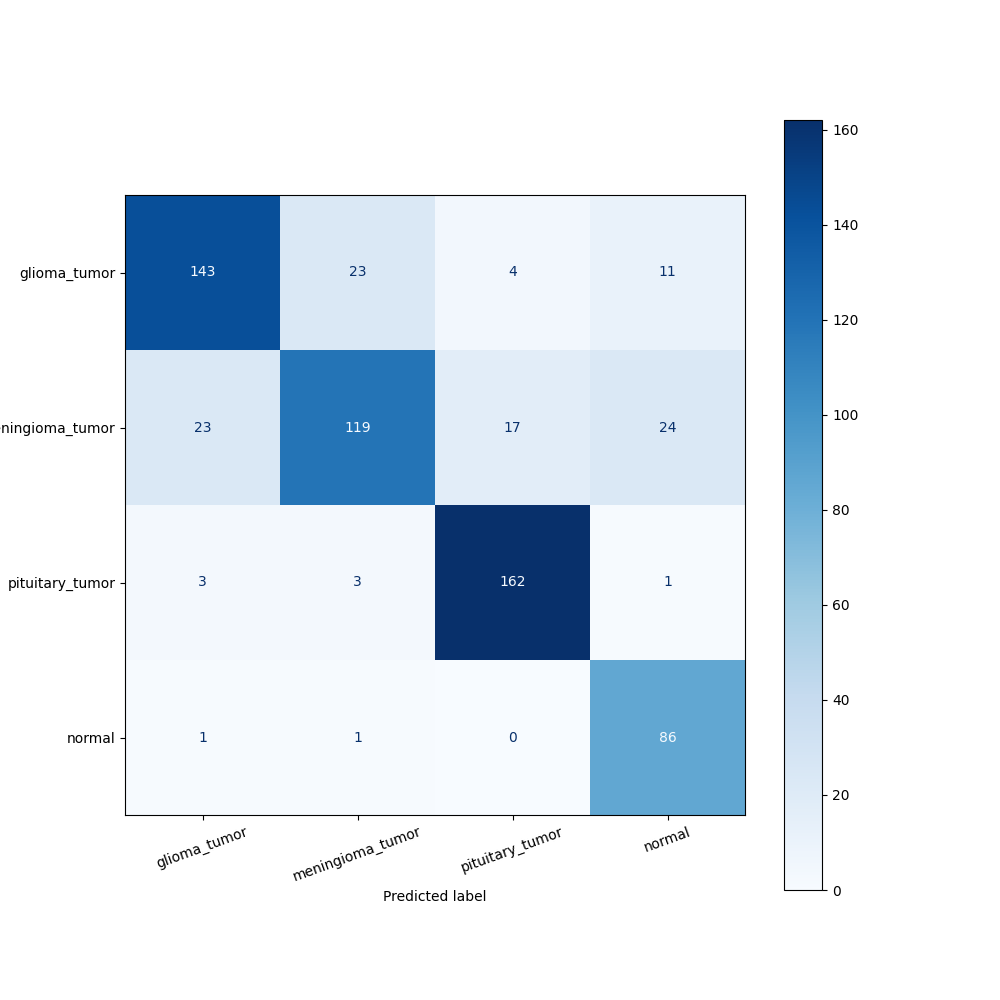 160
140
120
100
80
60
40
20
0
glioma_tumor 143 23 4 11
ningioma_tumor 23 119 17 24
pituitary_tumor 3 3 162 1
normal 1 1 0 86
glioma_tumor meningioma_tumor pituitary_tumor normal
Predicted label